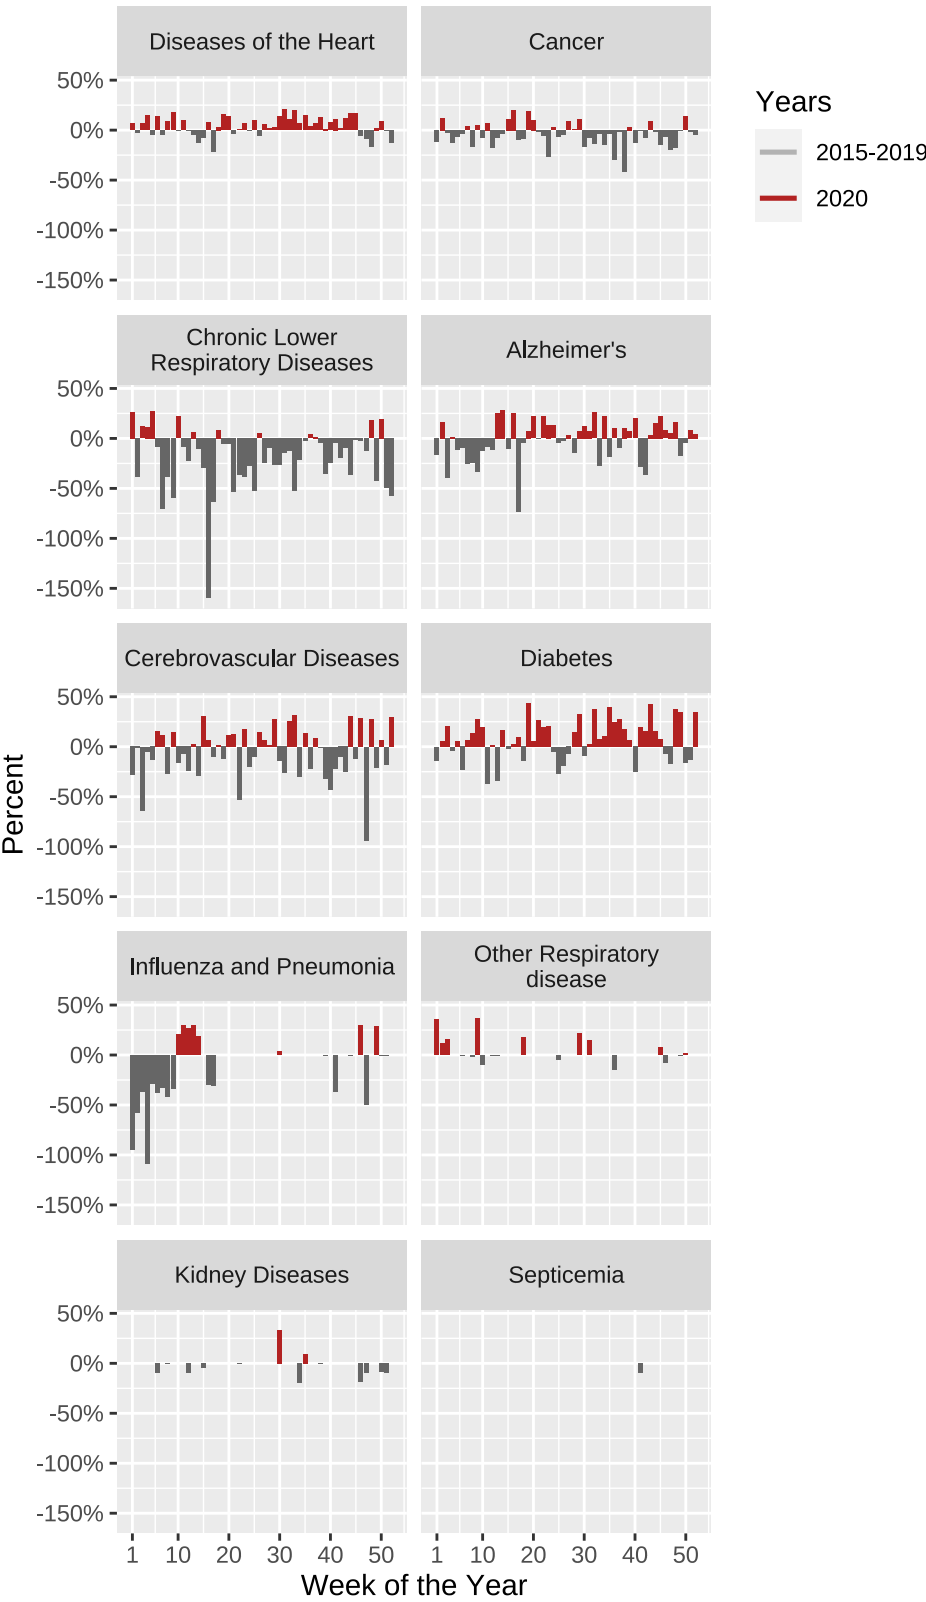 Diseases of the Heart
Cancer
Years
2015-2019
2020
50%
0%
-50%
-100%
-150%
Chronic Lower
Respiratory Diseases
Alzheimer's
50%
0%
-50%
-100%
-150%
Cerebrovascular Diseases
Diabetes
50%
0%
-50%
-100%
-150%
Percent
Influenza and Pneumonia
Other Respiratory
disease
50%
0%
-50%
-100%
-150%
Kidney Diseases
Septicemia
50%
0%
-50%
-100%
-150%
1 10 20 30 40 50
1 10 20 30 40 50
Week of the Year